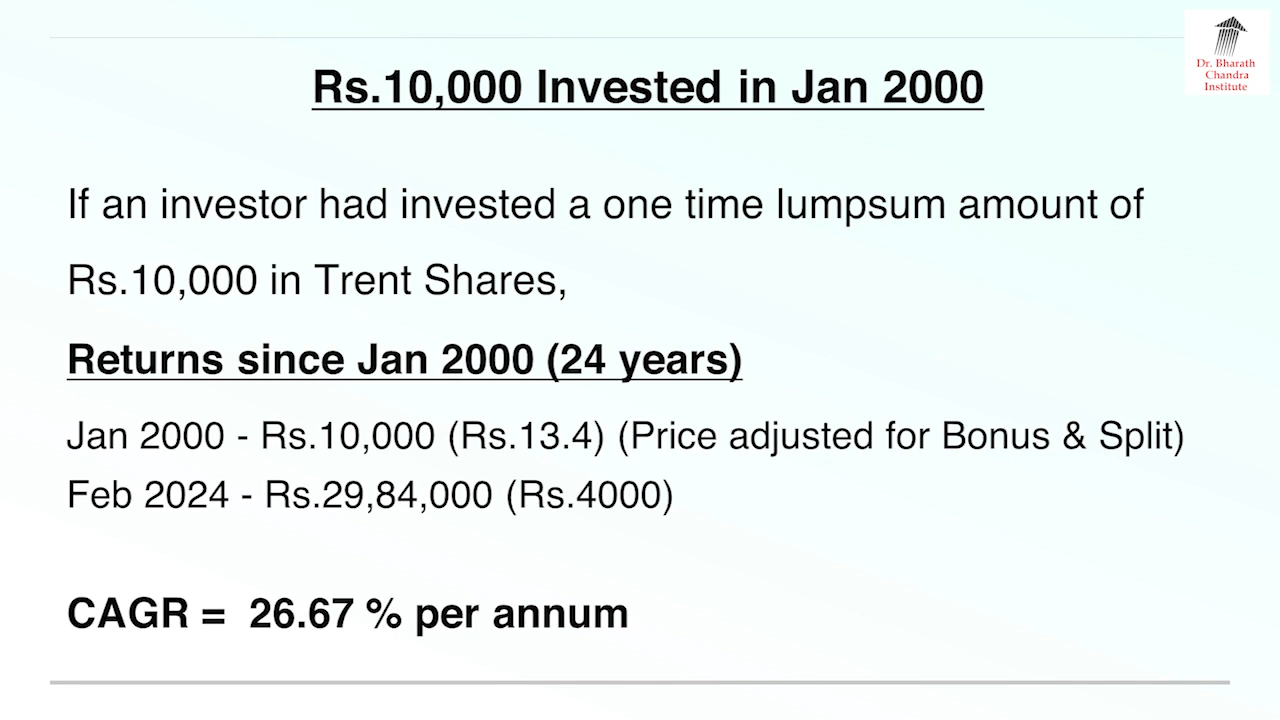 Dr. Bharath
Chandra
Institute
Rs.10,000 Invested in Jan 2000
If an investor had invested a one time lumpsum amount of
Rs.10,000 in Trent Shares,
Returns since Jan 2000 (24 years)
Jan 2000 - Rs.10,000 (Rs.13.4) (Price adjusted for Bonus & Split)
Feb 2024 - Rs.29,84,000 (Rs.4000)
CAGR = 26.67 % per annum